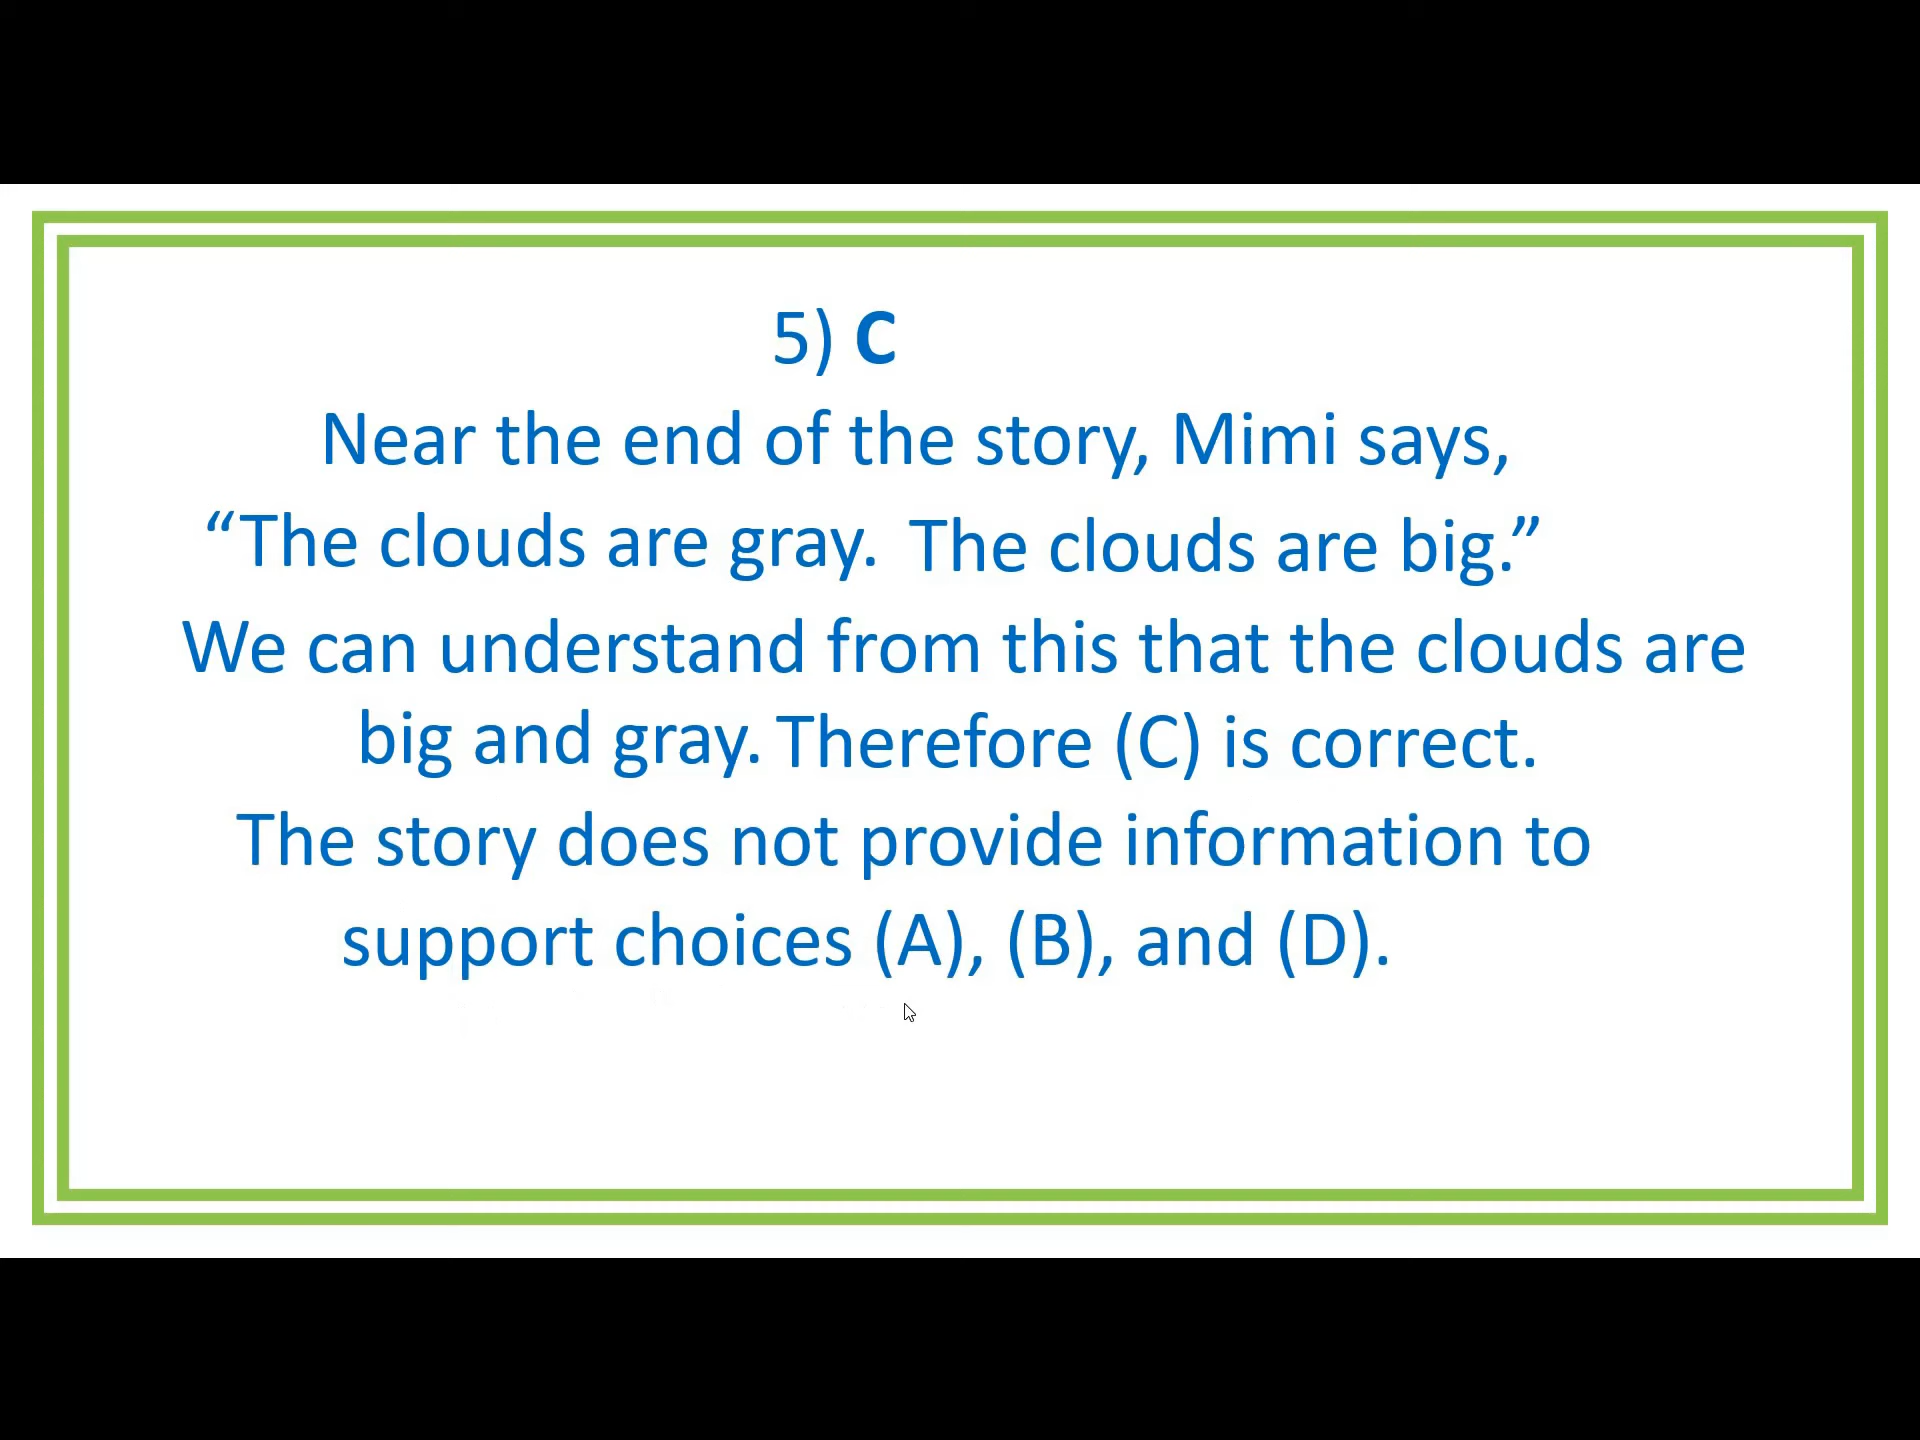 5) C
Near the end of the story, Mimi says,
“The clouds are gray. The clouds are big.”
We can understand from this that the clouds are
big and gray. Therefore (C) is correct.
The story does not provide information to
support choices (A), (B), and (D).